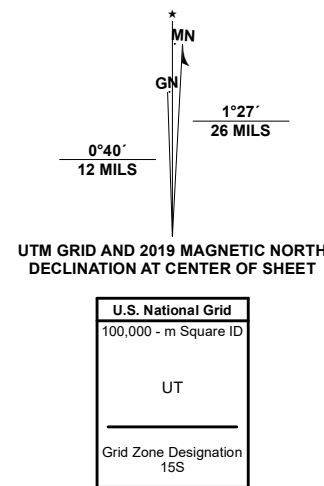 ★
MN
GN
1°27´
26 MILS
0°40´
12 MILS
UTM GRID AND 2019 MAGNETIC NORTH
DECLINATION AT CENTER OF SHEET
U.S. National Grid
100,000 - m Square ID
UT
Grid Zone Designation
15S